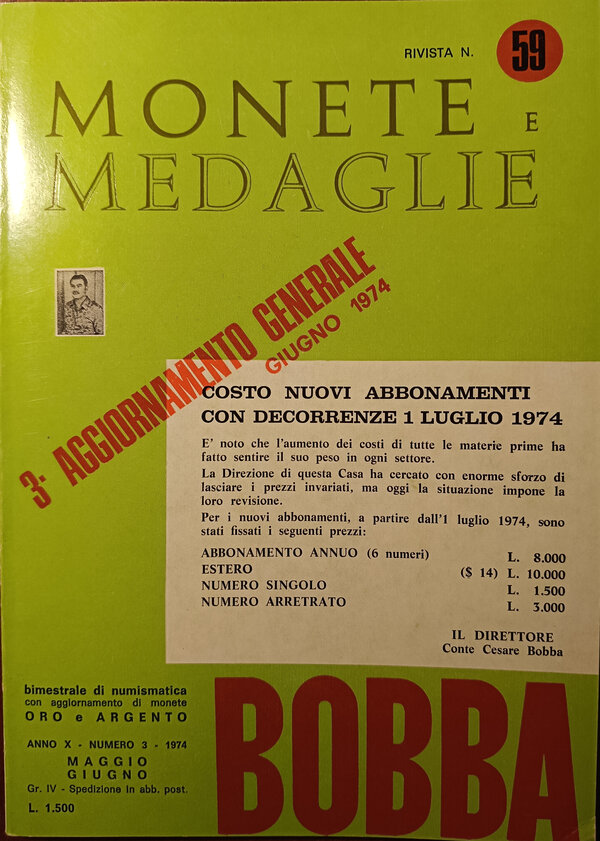 RIVISTA N. 59
MONETE E
MEDAGLIE
3ª AGGIORNAMENTO GENERALE
GIUGNO 1974
COSTO NUOVI ABBONAMENTI
CON DECORRENZE 1 LUGLIO 1974
E' noto che l'aumento dei costi di tutte le materie prime ha
fatto sentire il suo peso in ogni settore.
La Direzione di questa Casa ha cercato con enorme sforzo di
lasciare i prezzi invariati, ma oggi la situazione impone la
loro revisione.
Per i nuovi abbonamenti, a partire dall'1 luglio 1974, sono
stati fissati i seguenti prezzi:
ABBONAMENTO ANNUO (6 numeri) L. 8.000
ESTERO ($ 14) L. 10.000
NUMERO SINGOLO L. 1.500
NUMERO ARRETRATO L. 3.000
IL DIRETTORE
Conte Cesare Bobba
bimestrale di numismatica
con aggiornamento di monete
ORO e ARGENTO
ANNO X - NUMERO 3 - 1974
MAGGIO
GIUGNO
Gr. IV - Spedizione in abb. post.
L. 1.500
BOBBA